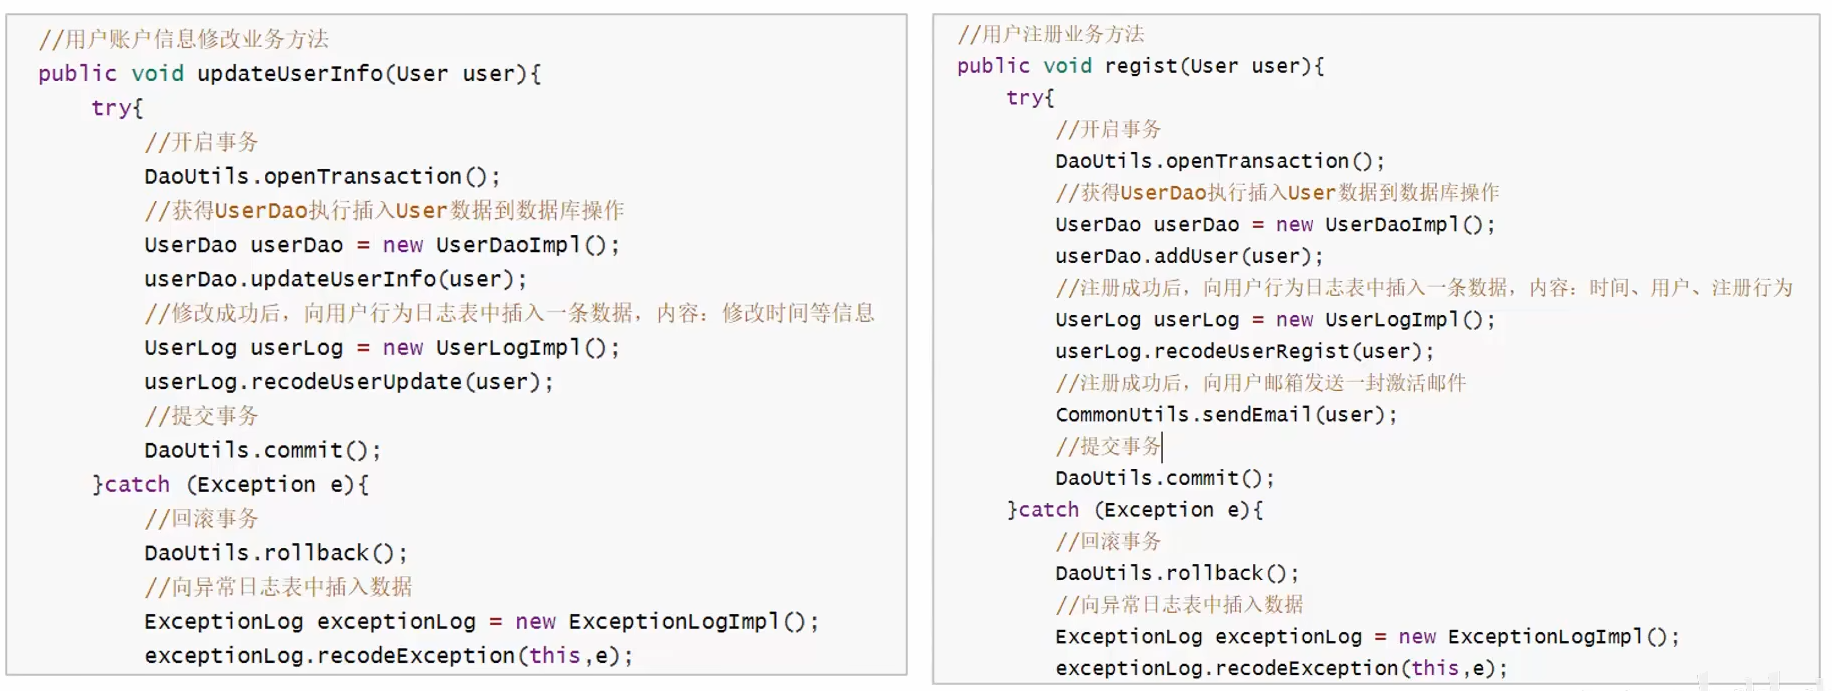 //用户账户信息修改业务方法
public void updateUserInfo(User user){
try{
//开启事务
DaoUtils.openTransaction();
//获得UserDao执行插入User数据到数据库操作
UserDao userDao = new UserDaoImpl();
userDao.updateUserInfo(user);
//修改成功后，向用户行为日志表中插入一条数据，内容：修改时间等信息
UserLog userLog = new UserLogImpl();
userLog.recodeUserUpdate(user);
//提交事务
DaoUtils.commit();
}catch (Exception e){
//回滚事务
DaoUtils.rollback();
//向异常日志表中插入数据
ExceptionLog exceptionLog = new ExceptionLogImpl();
exceptionLog.recodeException(this,e);
//用户注册业务方法
public void regist(User user){
try{
//开启事务
DaoUtils.openTransaction();
//获得UserDao执行插入User数据到数据库操作
UserDao userDao = new UserDaoImpl();
userDao.addUser(user);
//注册成功后，向用户行为日志表中插入一条数据，内容：时间、用户、注册行为
UserLog userLog = new UserLogImpl();
userLog.recodeUserRegist(user);
//注册成功后，向用户邮箱发送一封激活邮件
CommonUtils.sendEmail(user);
//提交事务
DaoUtils.commit();
}catch (Exception e){
//回滚事务
DaoUtils.rollback();
//向异常日志表中插入数据
ExceptionLog exceptionLog = new ExceptionLogImpl();
exceptionLog.recodeException(this,e);